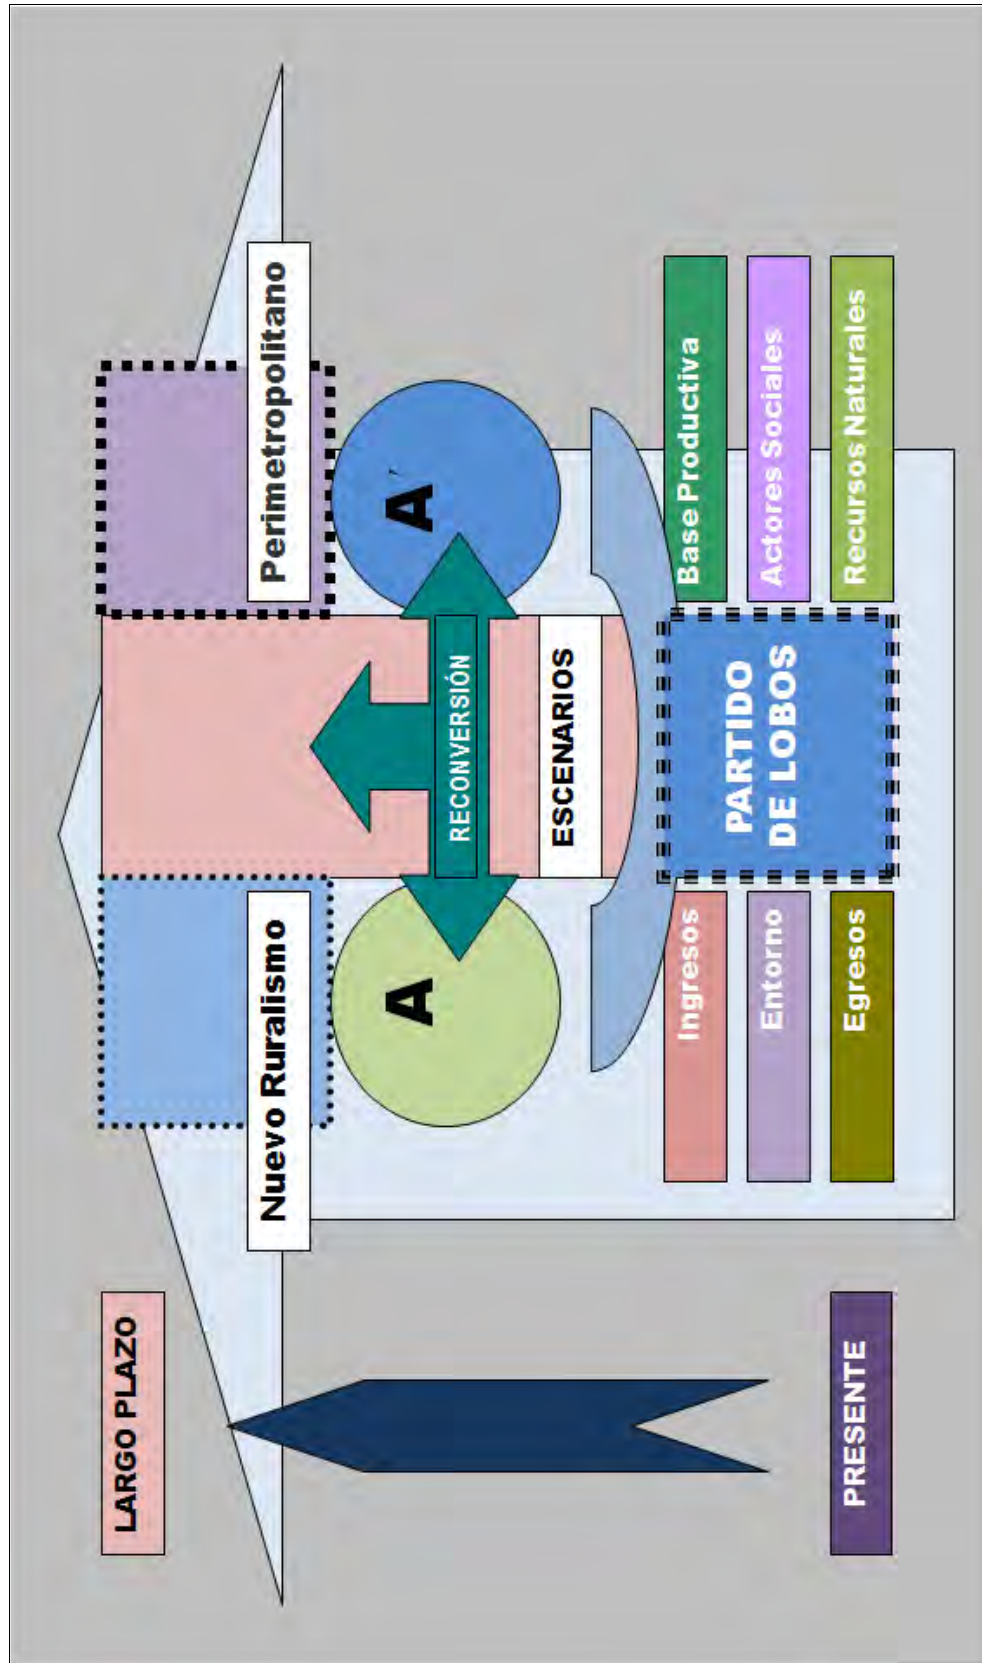 LARGO PLAZO
Nuevo Ruralismo
Perimetropolitano
A
A´
RECONVERSIÓN
ESCENARIOS
Ingresos
Entorno
Egresos
PARTIDO
DE LOBOS
Base Productiva
Actores Sociales
Recursos Naturales
PRESENTE